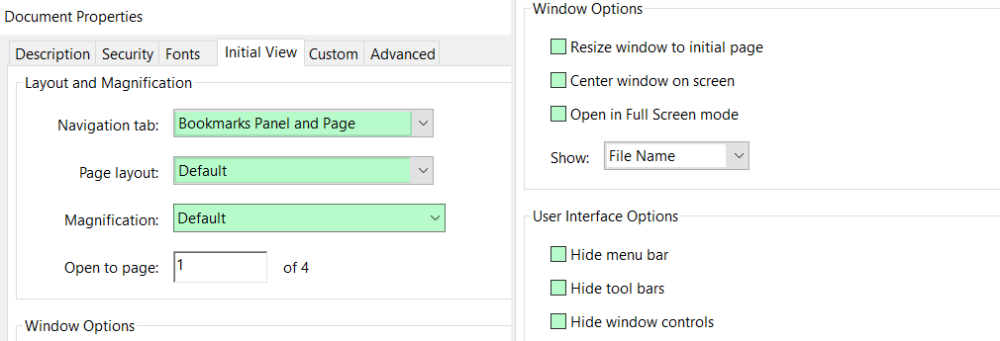 Document Properties
Description Security Fonts Initial View Custom Advanced
Layout and Magnification
Navigation tab: Bookmarks Panel and Page
Page layout: Default
Magnification: Default
Open to page: 1 of 4
Window Options
Window Options
Resize window to initial page
Center window on screen
Open in Full Screen mode
Show: File Name
User Interface Options
Hide menu bar
Hide tool bars
Hide window controls